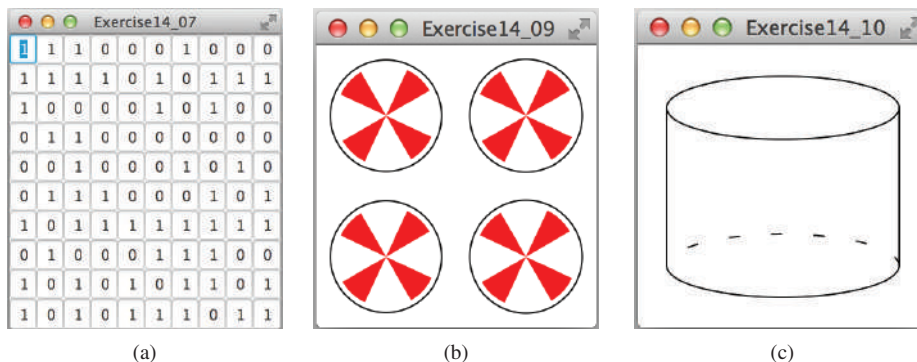 Exercise14_07
1 1 1 0 0 0 1 0 0 0
1 1 1 1 0 1 0 1 1 1
1 0 0 0 0 1 0 1 0 0
0 1 1 0 0 0 0 0 0 0
0 0 1 0 0 0 1 0 1 0
0 1 1 1 0 0 0 1 0 1
1 0 1 1 1 1 1 1 1 1
0 1 0 0 0 0 1 1 0 0
1 0 1 0 1 0 1 1 1 0
1 0 1 0 1 1 1 0 1 1
(a)
Exercise14_09
(b)
Exercise14_10
(c)